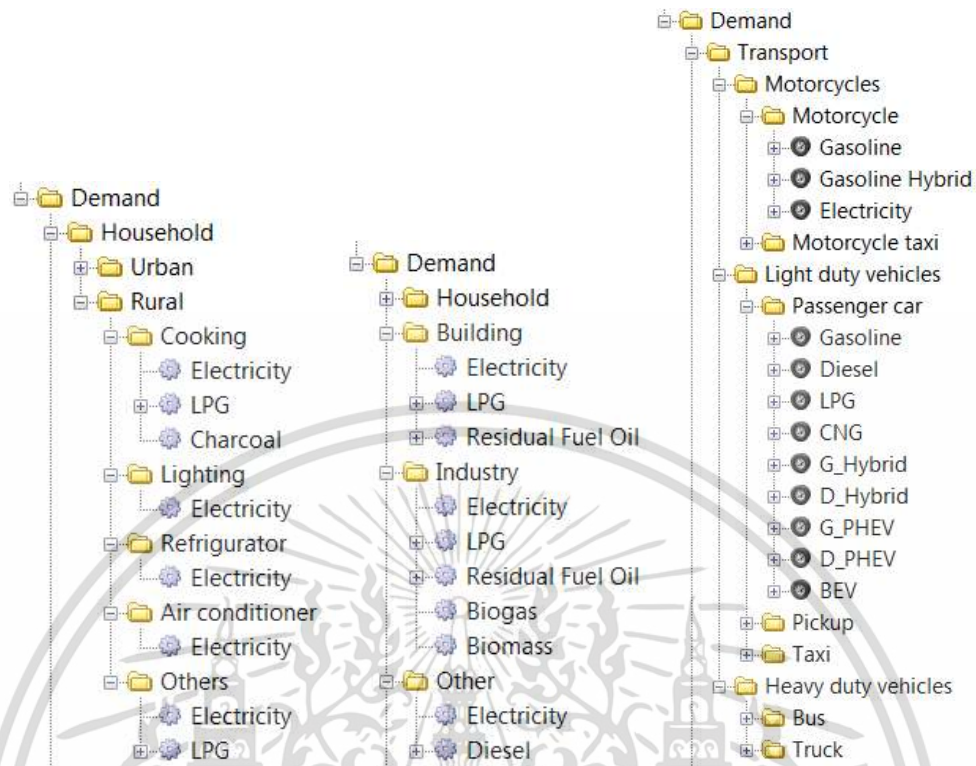 Demand
Household
Urban
Rural
Cooking
Electricity
LPG
Charcoal
Lighting
Electricity
Refrigurator
Electricity
Air conditioner
Electricity
Others
Electricity
LPG
Demand
Household
Building
Electricity
LPG
Residual Fuel Oil
Industry
Electricity
LPG
Residual Fuel Oil
Biogas
Biomass
Other
Electricity
Diesel
Demand
Transport
Motorcycles
Motorcycle
Gasoline
Gasoline Hybrid
Electricity
Motorcycle taxi
Light duty vehicles
Passenger car
Gasoline
Diesel
LPG
CNG
G_Hybrid
D_Hybrid
G_PHEV
D_PHEV
BEV
Pickup
Taxi
Heavy duty vehicles
Bus
Truck